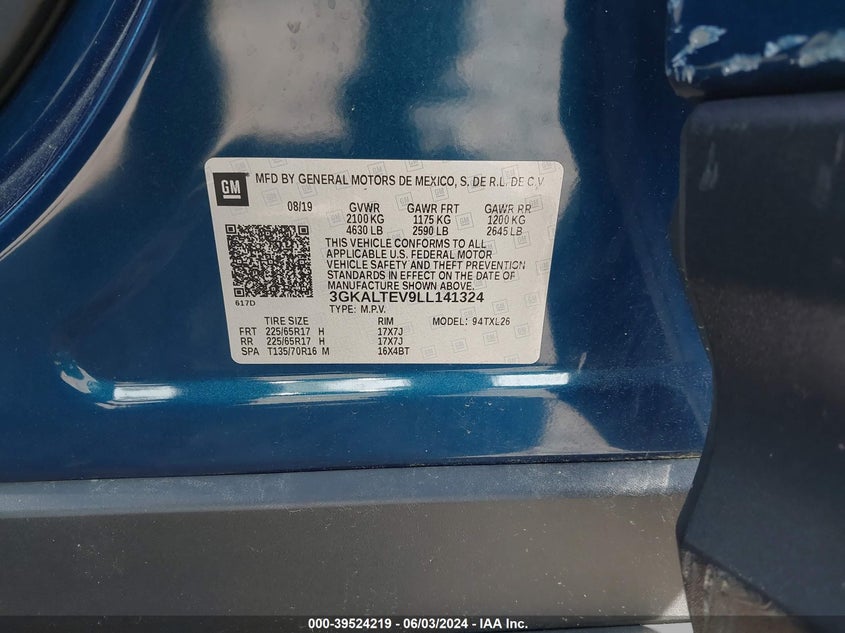 GM
MFD BY GENERAL MOTORS DE MEXICO, S. DE R.L. DE C.V
08/19 GVWR GAWR FRT GAWR RR
2100 KG 1175 KG 1200 KG
4630 LB 2590 LB 2645 LB
THIS VEHICLE CONFORMS TO ALL
APPLICABLE U.S. FEDERAL MOTOR
VEHICLE SAFETY AND THEFT PREVENTION
STANDARDS IN EFFECT ON THE DATE OF
MANUFACTURE SHOWN ABOVE.
617D
3GKALTEV9LL141324
TYPE: M.P.V.
TIRE SIZE RIM MODEL: 94TXL26
FRT 225/65R17 H 17X7J
RR 225/65R17 H 17X7J
SPA T135/70R16 M 16X4BT
000-39524219 - 06/03/2024 - IAA Inc.